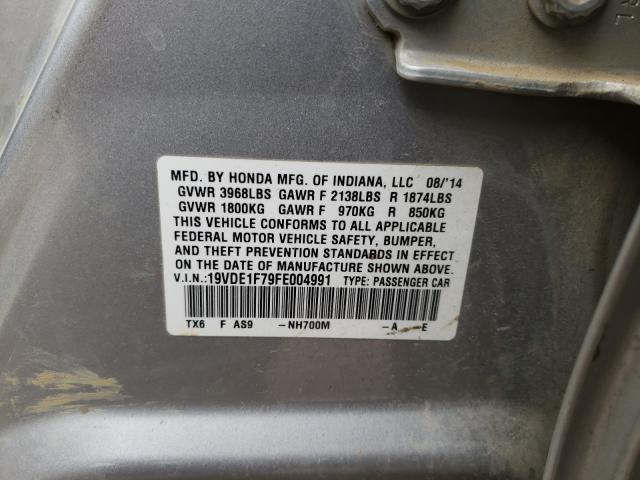 MFD. BY HONDA MFG. OF INDIANA, LLC 08/'14
GVWR 3968LBS GAWR F 2138LBS R 1874LBS
GVWR 1800KG GAWR F 970KG R 850KG
THIS VEHICLE CONFORMS TO ALL APPLICABLE
FEDERAL MOTOR VEHICLE SAFETY, BUMPER,
AND THEFT PREVENTION STANDARDS IN EFFECT
ON THE DATE OF MANUFACTURE SHOWN ABOVE.
V.I.N.:19VDE1F79FE004991 TYPE: PASSENGER CAR
TX6 F AS9 -NH700M -A E